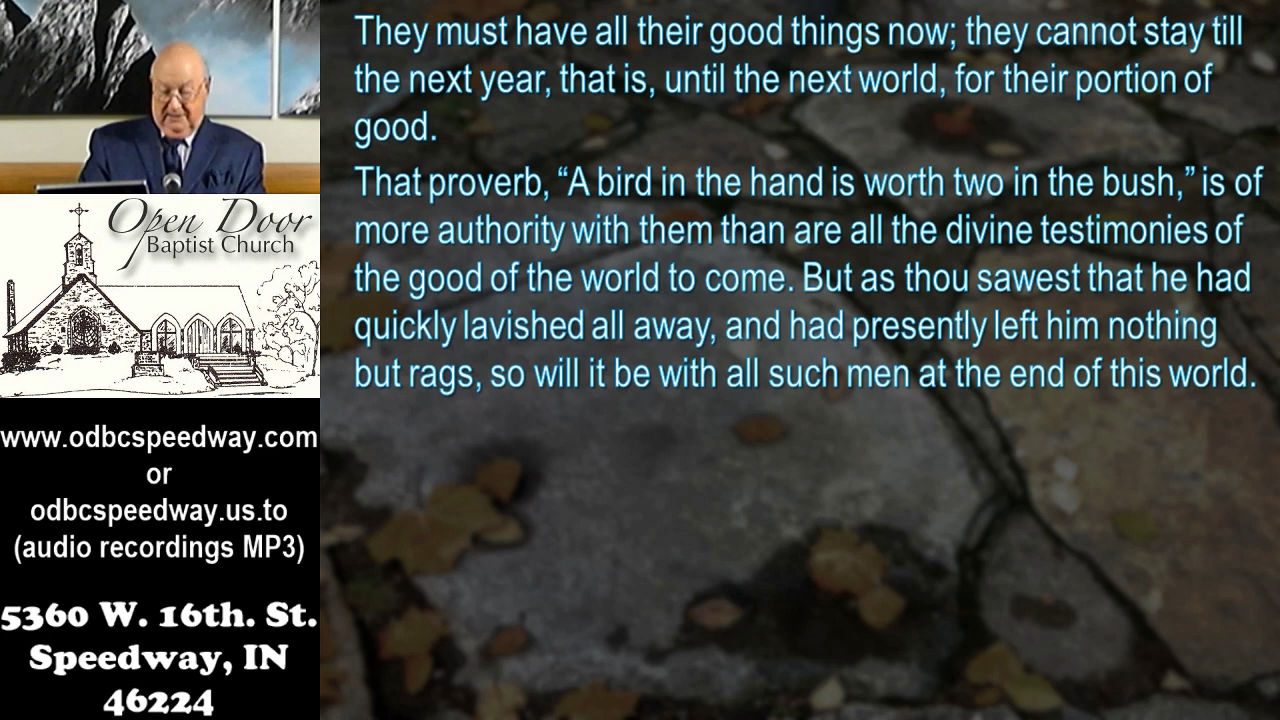 They must have all their good things now; they cannot stay till
the next year, that is, until the next world, for their portion of
good.
That proverb, “A bird in the hand is worth two in the bush,” is of
more authority with them than are all the divine testimonies of
the good of the world to come. But as thou sawest that he had
quickly lavished all away, and had presently left him nothing
but rags, so will it be with all such men at the end of this world.
Open Door
Baptist Church
www.odbcspeedway.com
or
odbcspeedway.us.to
(audio recordings MP3)
5360 W. 16th. St.
Speedway, IN
46224